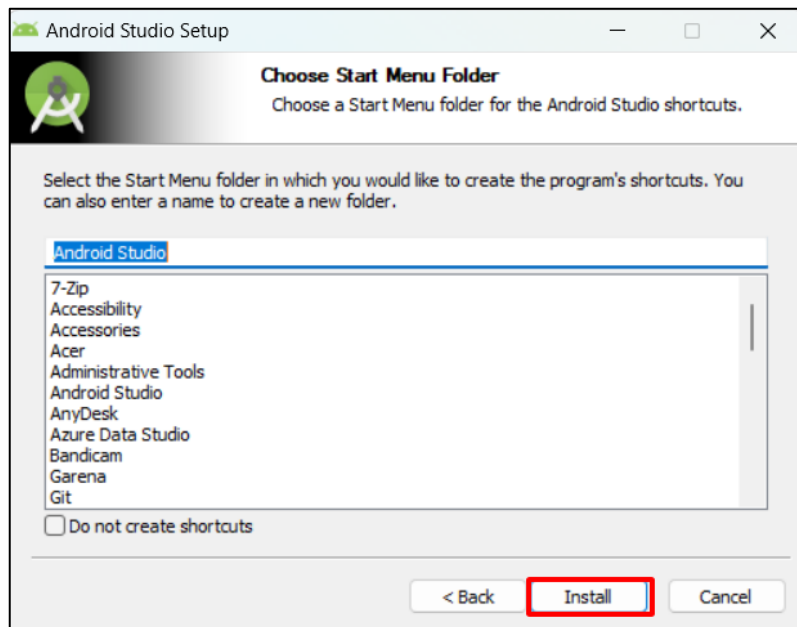 Android Studio Setup
Choose Start Menu Folder
Choose a Start Menu folder for the Android Studio shortcuts.
Select the Start Menu folder in which you would like to create the program's shortcuts. You
can also enter a name to create a new folder.
Android Studio
7-Zip
Accessibility
Accessories
Acer
Administrative Tools
Android Studio
AnyDesk
Azure Data Studio
Bandicam
Garena
Git
Do not create shortcuts
< Back Install Cancel